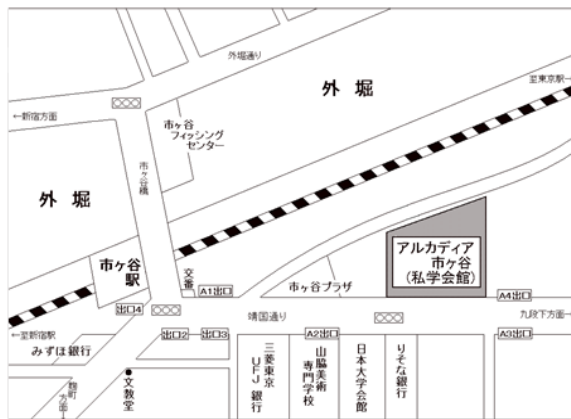 外堀通り
外 堀
至東京駅→
←新宿方面
市ヶ谷
フィッシング
センター
市ヶ谷橋
外 堀
市ヶ谷
駅
交番
A1出口
市ヶ谷プラザ
アルカディア
市ヶ谷
(私学会館)
A4出口
出口4
靖国通り
九段下方面→
←至新宿駅
出口2
出口3
A2出口
A3出口
みずほ銀行
麹町
方面
文教堂
三菱東京
UFJ 銀行
山脇美術
専門学校
日本大学会館
りそな銀行